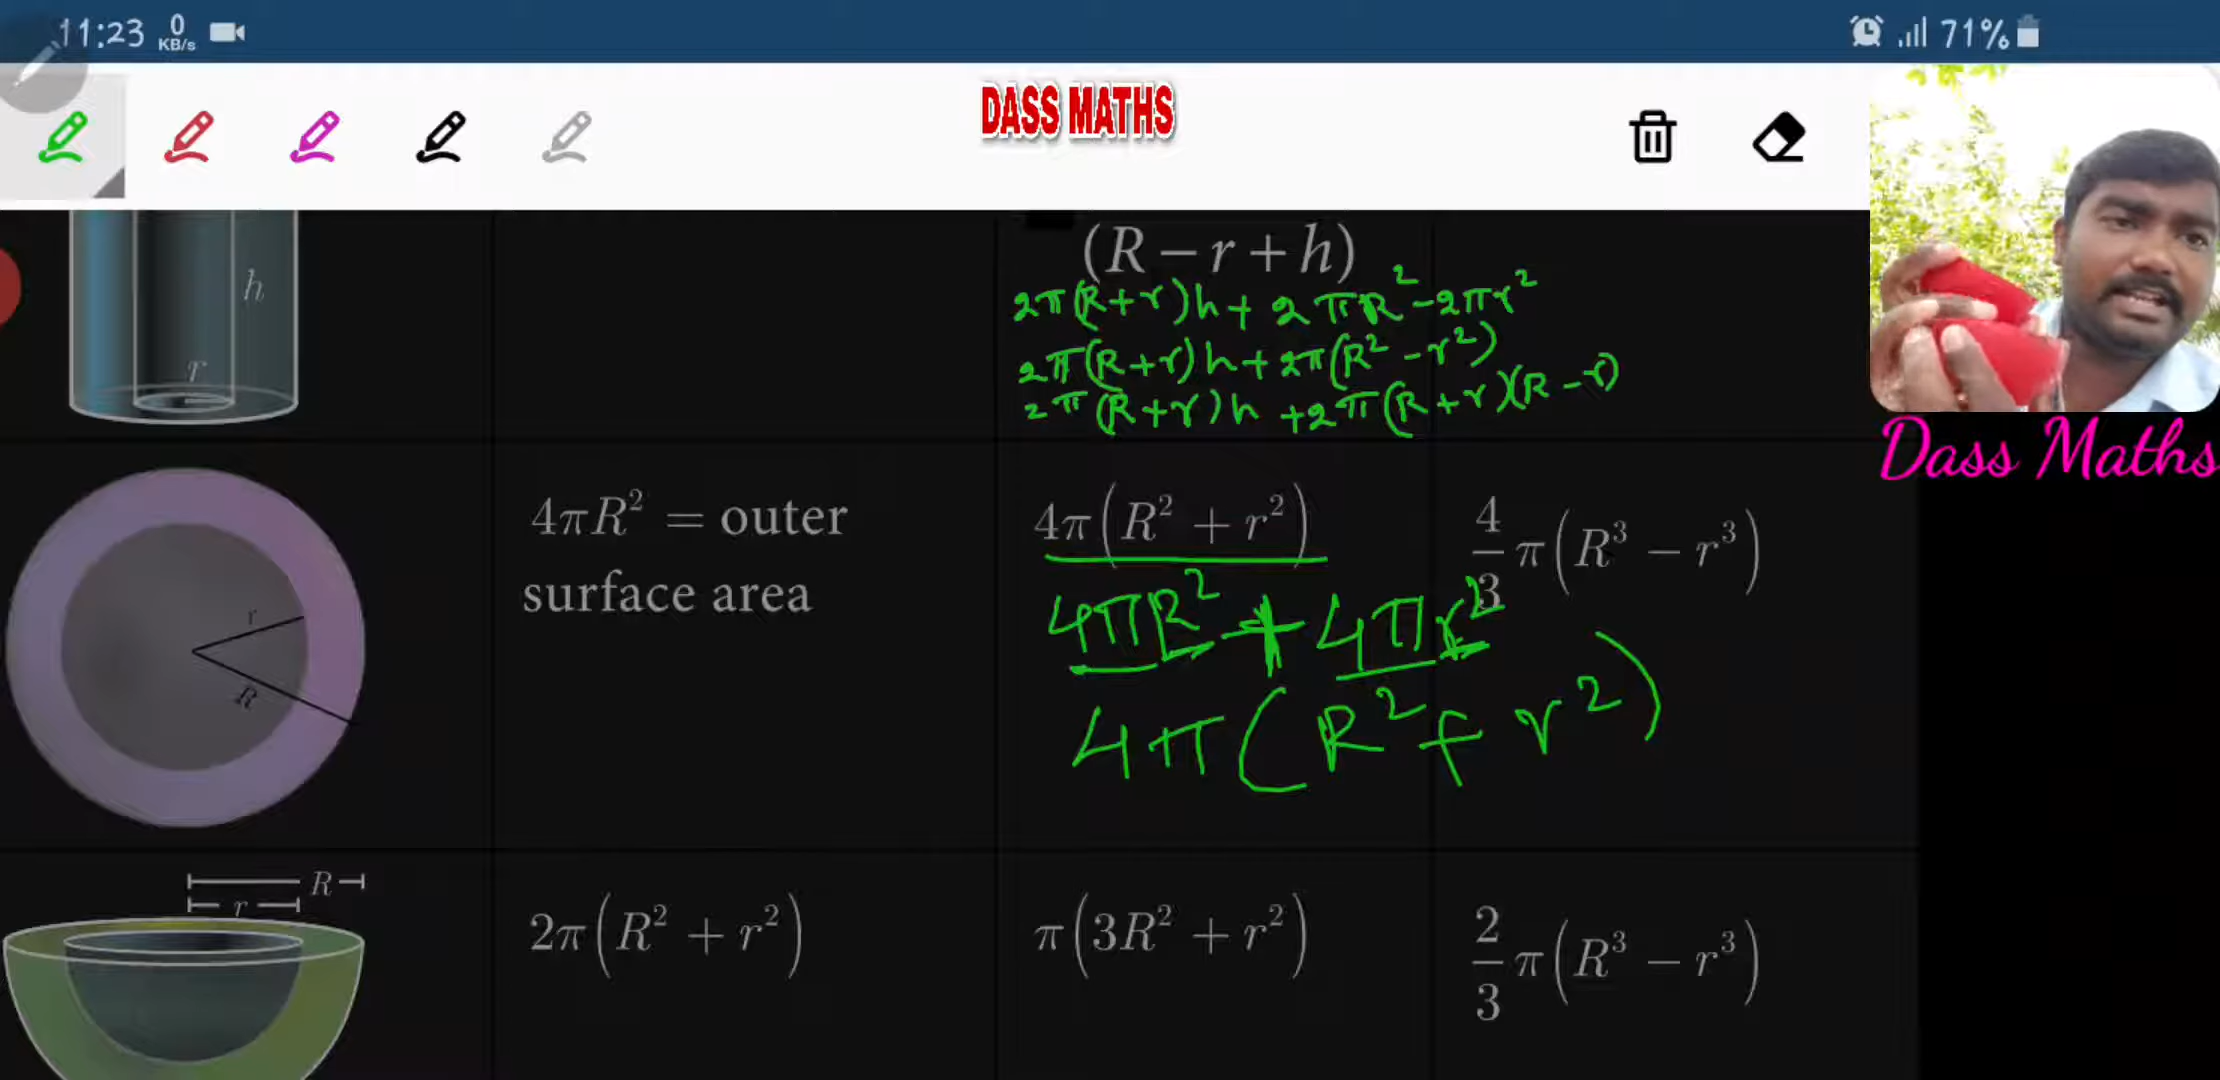 11:23 0 KB/s
71%
DASS MATHS
(R − r + h)
2π(R+r)h + 2πR² - 2πr²
2π(R+r)h + 2π(R² - r²)
2π(R+r)h + 2π(R+r)(R-r)
h
r
Dass Maths
4πR² = outer
surface area
4π(R² + r²)
4/3 π(R³ − r³)
4πR² + 4πr²
4π(R² + r²)
r
R
R
r
2π(R² + r²)
π(3R² + r²)
2/3 π(R³ − r³)